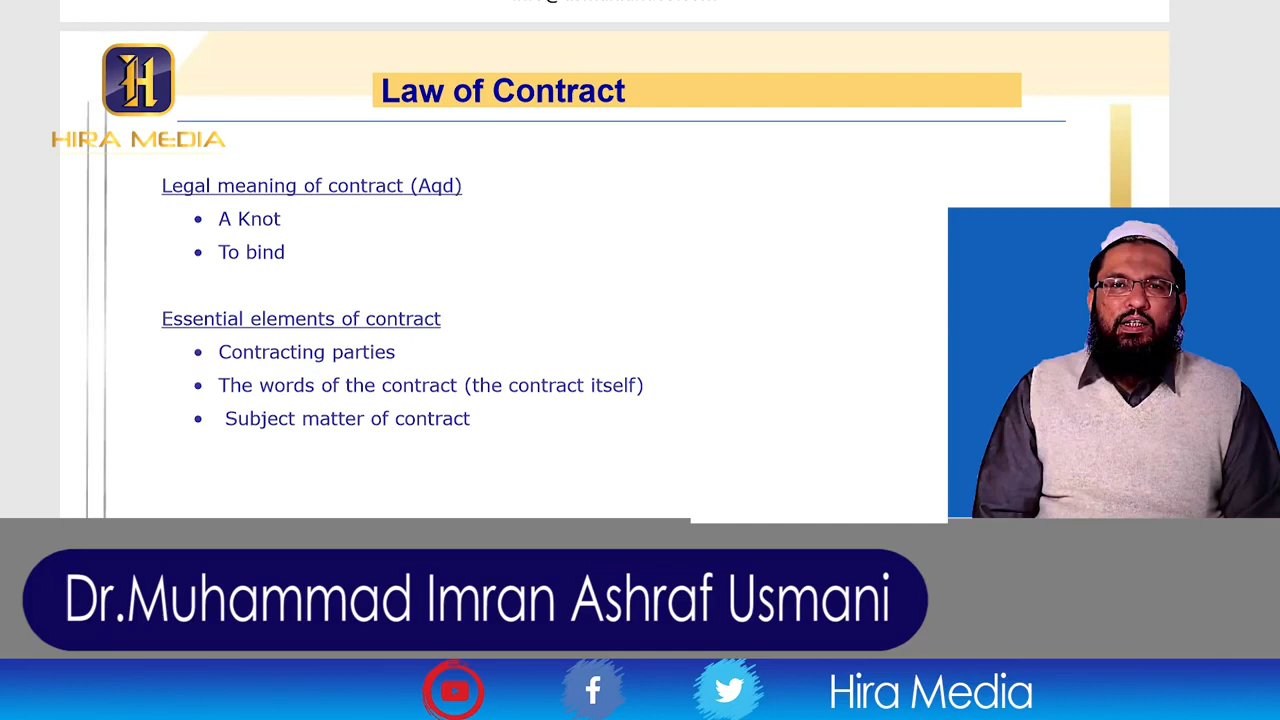 Law of Contract
HIRA MEDIA
Legal meaning of contract (Aqd)
• A Knot
• To bind
Essential elements of contract
• Contracting parties
• The words of the contract (the contract itself)
• Subject matter of contract
Dr.Muhammad Imran Ashraf Usmani
Hira Media